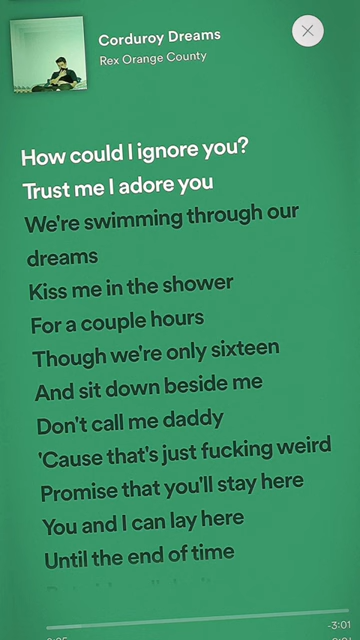 Corduroy Dreams
Rex Orange County
How could I ignore you?
Trust me I adore you
We're swimming through our
dreams
Kiss me in the shower
For a couple hours
Though we're only sixteen
And sit down beside me
Don't call me daddy
'Cause that's just fucking weird
Promise that you'll stay here
You and I can lay here
Until the end of time
-3:01